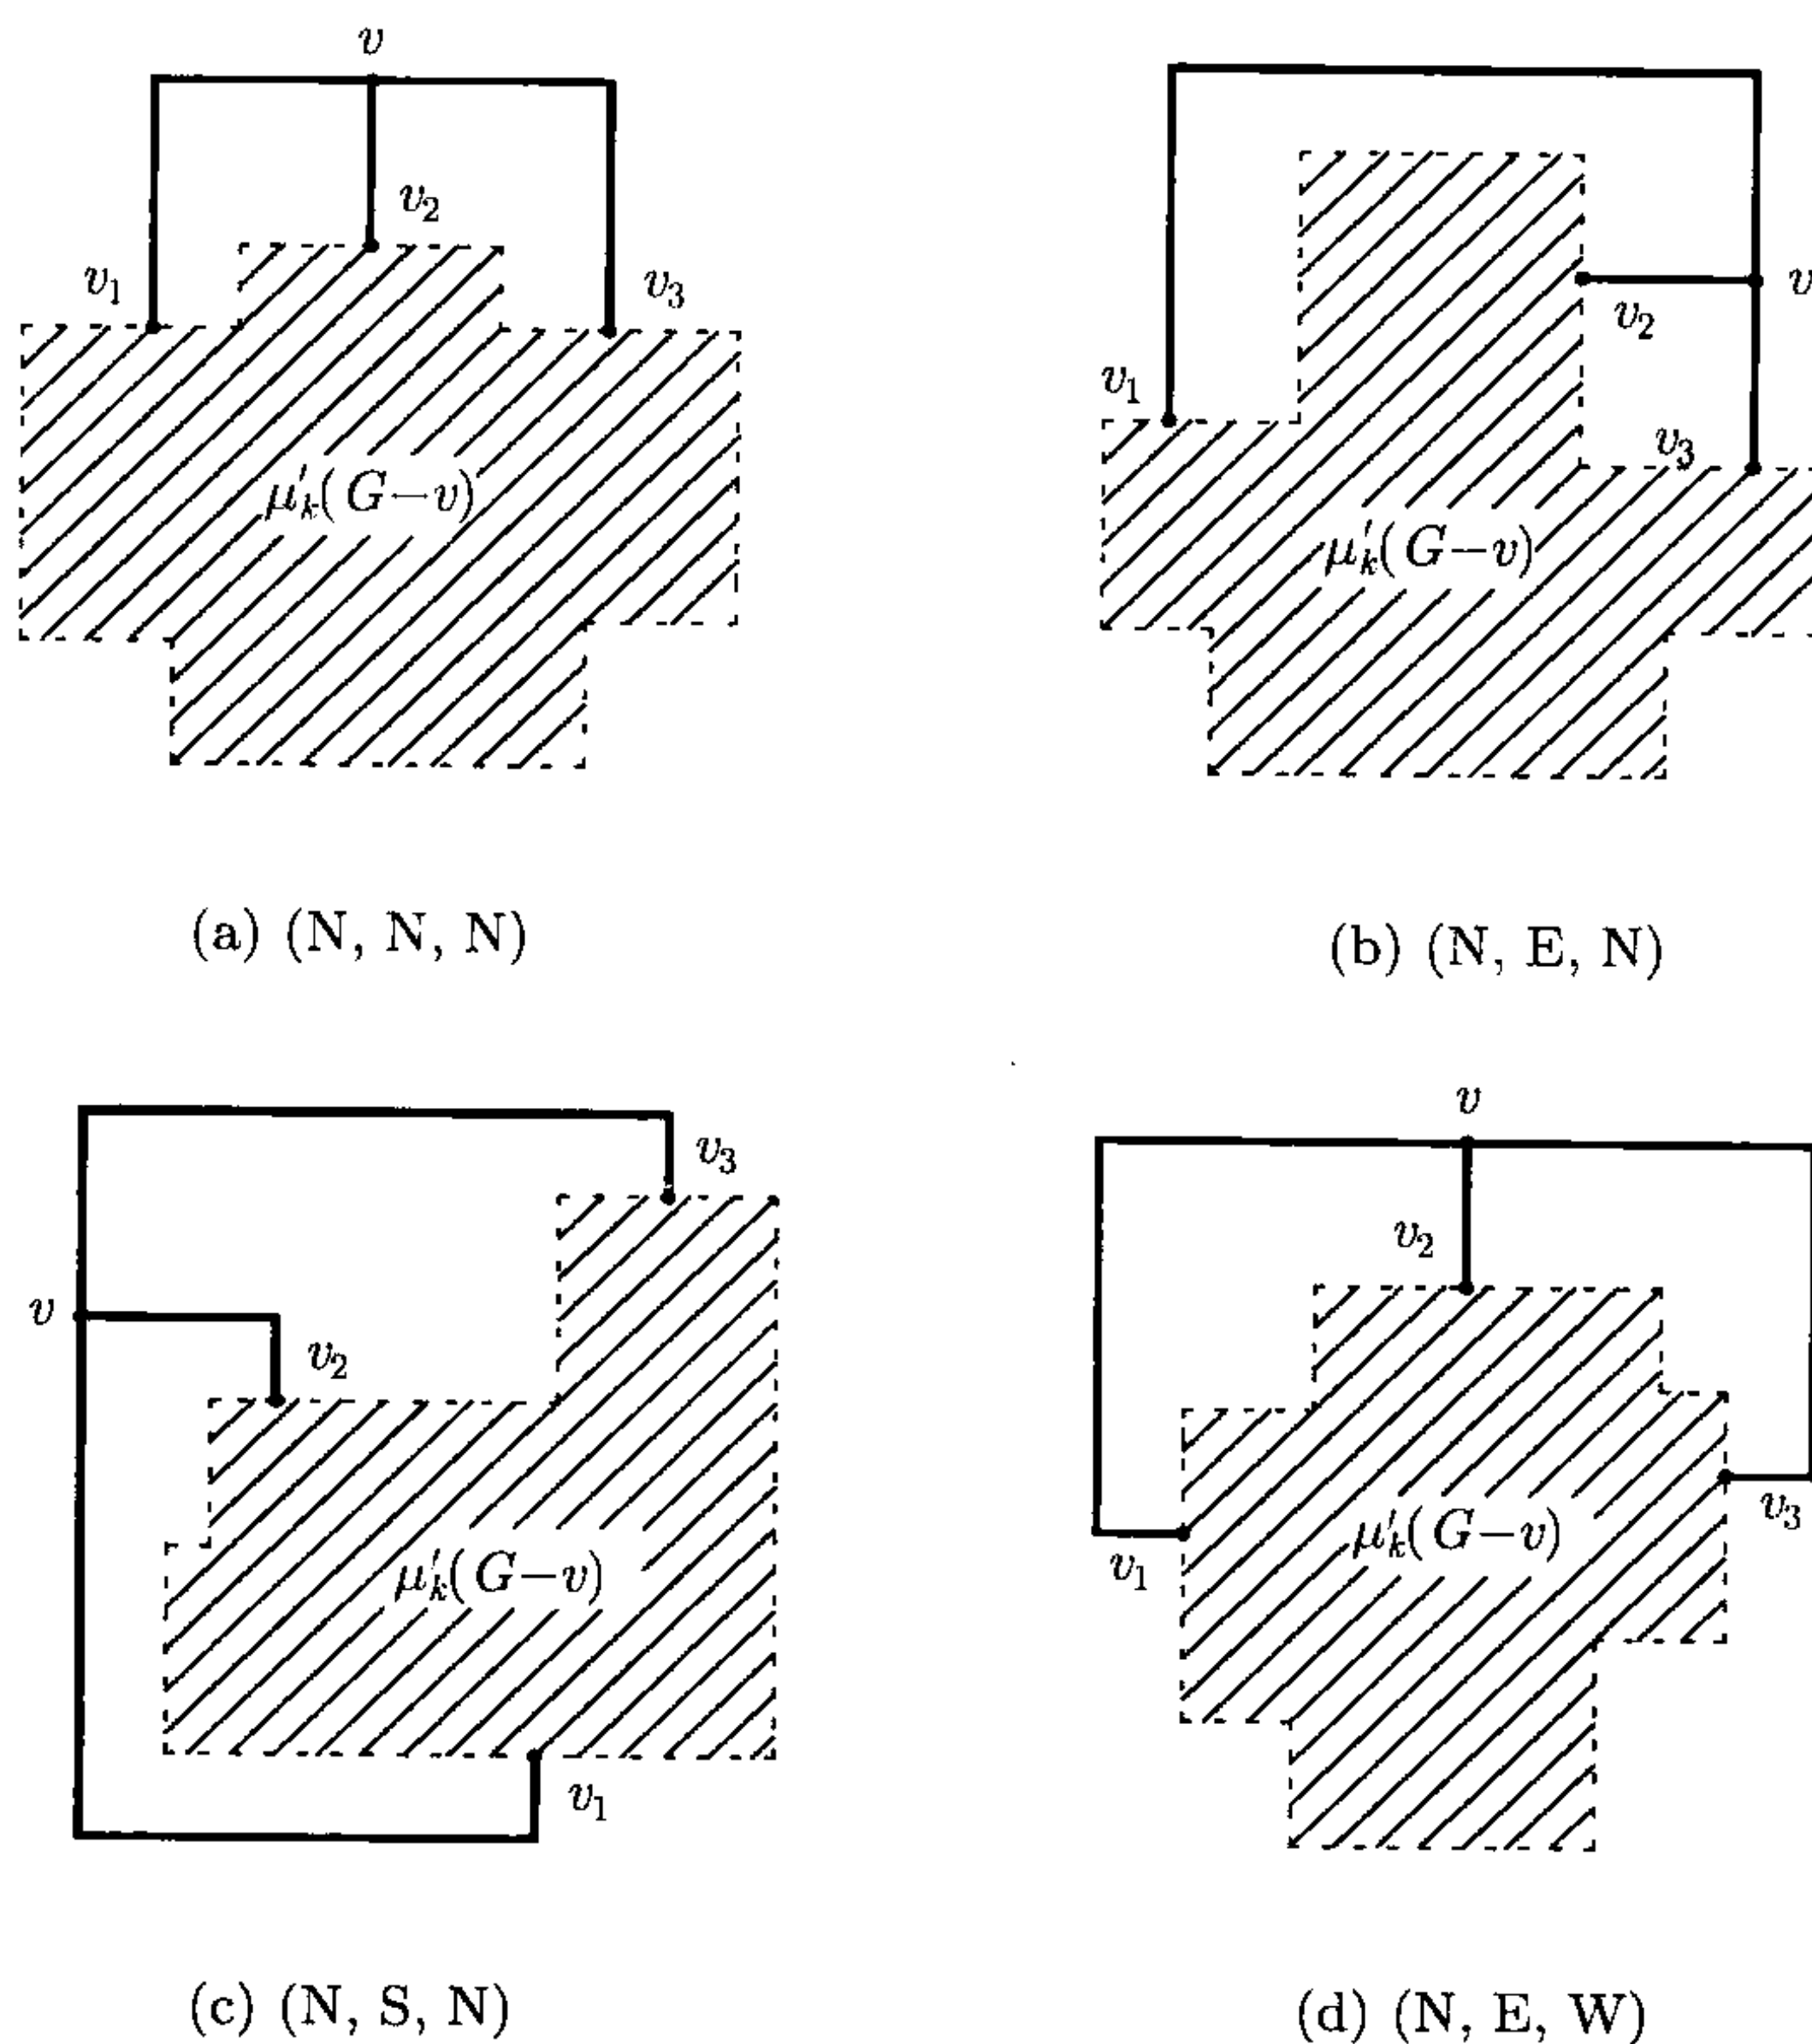 v
v₂
v₁
v₃
μ′ₖ( G−v)
(a) (N, N, N)
v
v₂
v₁
v₃
μ′ₖ( G−v)
(b) (N, E, N)
v₃
v
v₂
μ′ₖ( G−v)
v₁
(c) (N, S, N)
v
v₂
v₃
μ′ₖ( G−v)
v₁
(d) (N, E, W)